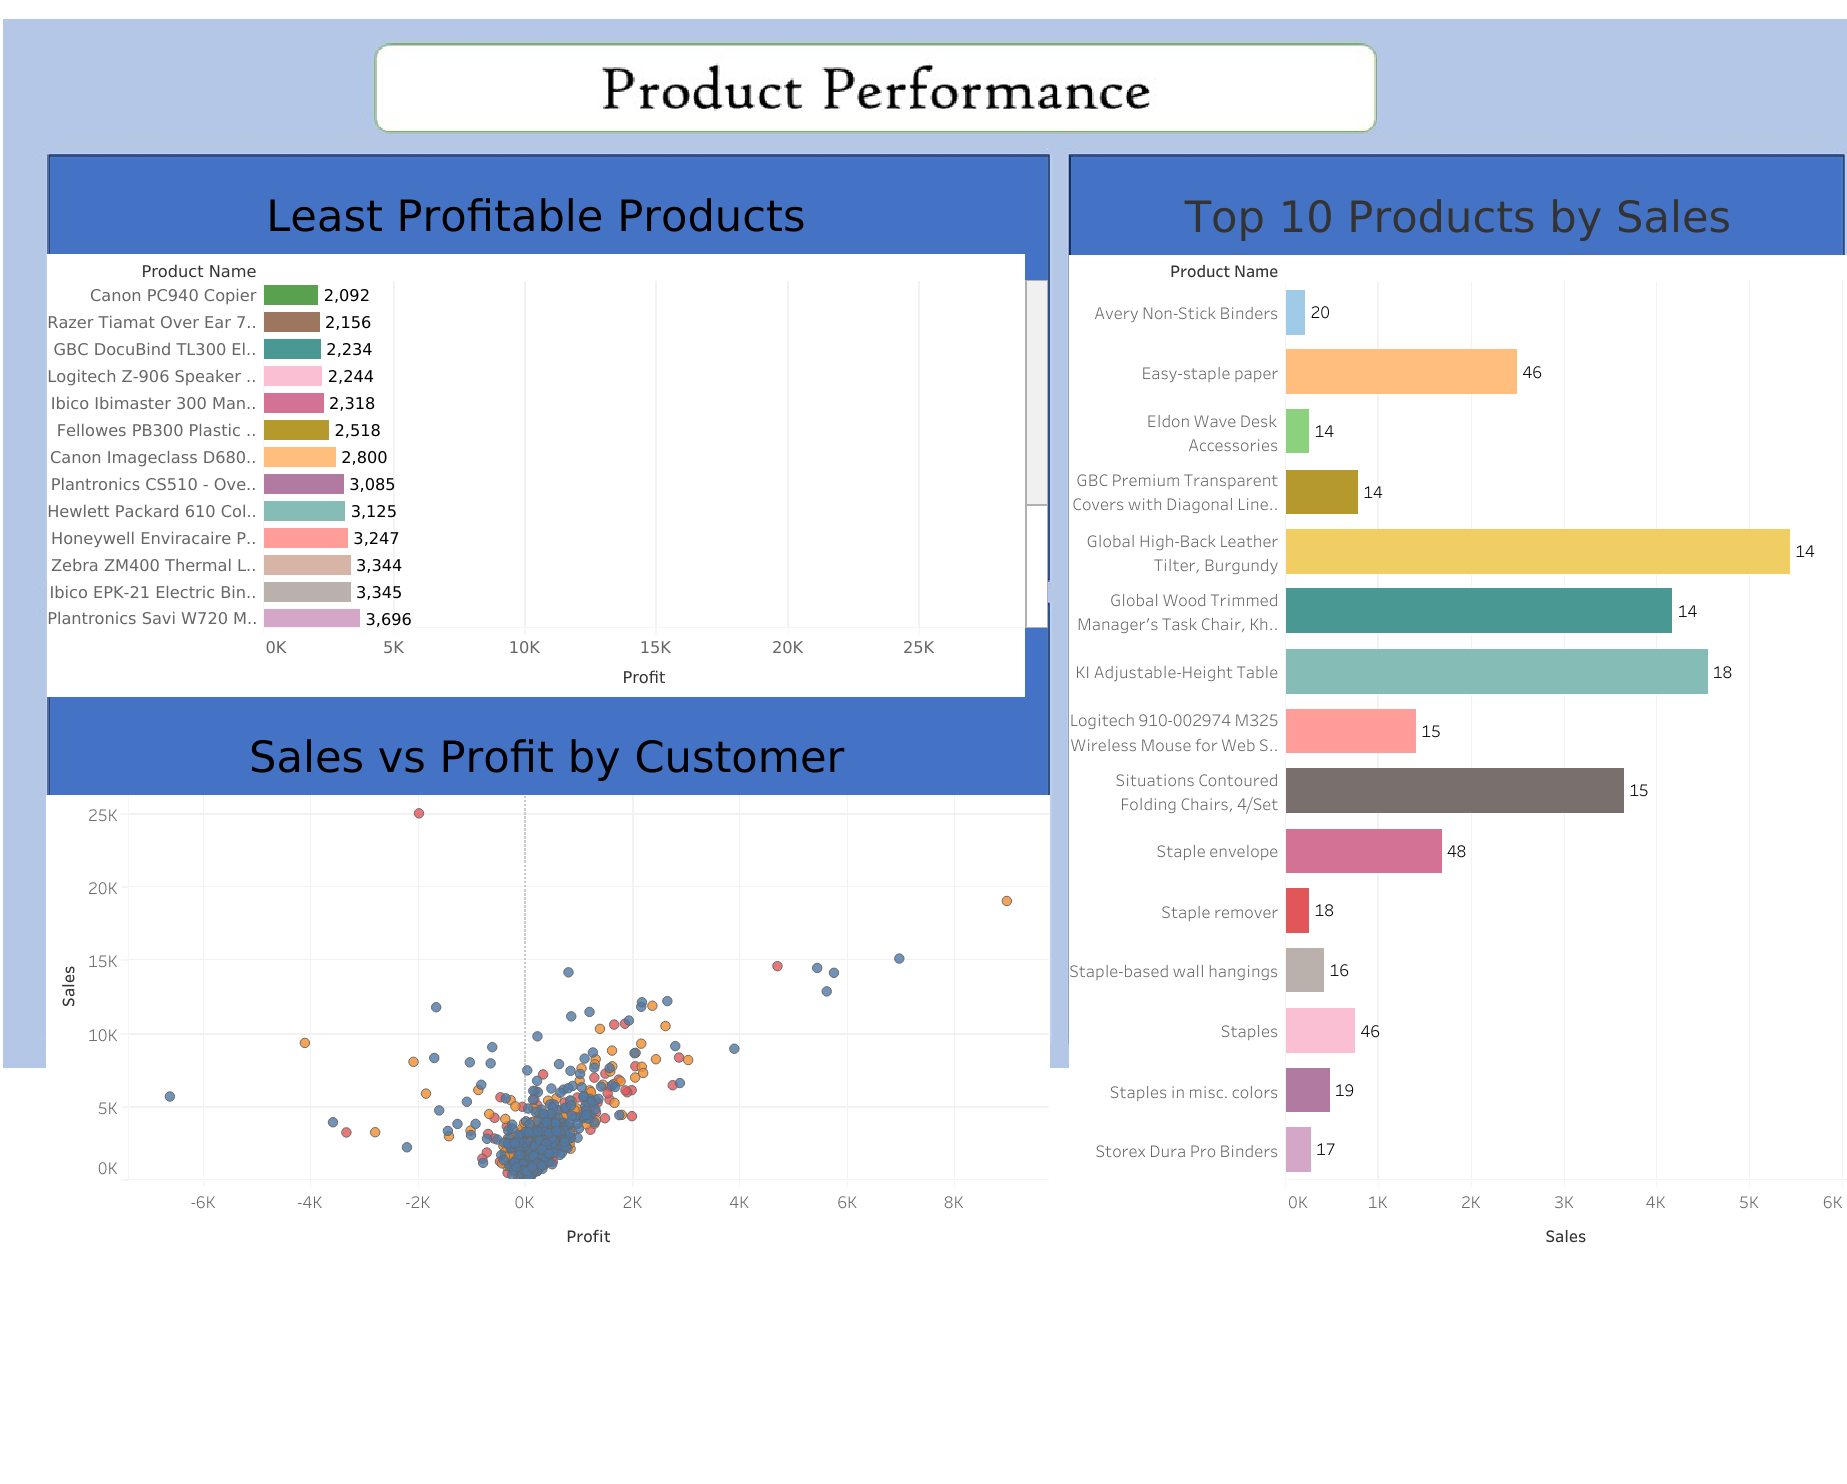 Product Performance
Least Profitable Products
Product Name
Canon PC940 Copier 2,092
Razer Tiamat Over Ear 7.. 2,156
GBC DocuBind TL300 El.. 2,234
Logitech Z-906 Speaker .. 2,244
Ibico Ibimaster 300 Man.. 2,318
Fellowes PB300 Plastic .. 2,518
Canon Imageclass D680.. 2,800
Plantronics CS510 - Ove.. 3,085
Hewlett Packard 610 Col.. 3,125
Honeywell Enviracaire P.. 3,247
Zebra ZM400 Thermal L.. 3,344
Ibico EPK-21 Electric Bin.. 3,345
Plantronics Savi W720 M.. 3,696
0K 5K 10K 15K 20K 25K
Profit
Sales vs Profit by Customer
25K
20K
15K
10K
5K
0K
Sales
-6K -4K -2K 0K 2K 4K 6K 8K
Profit
Top 10 Products by Sales
Product Name
Avery Non-Stick Binders 20
Easy-staple paper 46
Eldon Wave Desk
Accessories 14
GBC Premium Transparent
Covers with Diagonal Line.. 14
Global High-Back Leather
Tilter, Burgundy 14
Global Wood Trimmed
Manager’s Task Chair, Kh.. 14
KI Adjustable-Height Table 18
Logitech 910-002974 M325
Wireless Mouse for Web S.. 15
Situations Contoured
Folding Chairs, 4/Set 15
Staple envelope 48
Staple remover 18
Staple-based wall hangings 16
Staples 46
Staples in misc. colors 19
Storex Dura Pro Binders 17
0K 1K 2K 3K 4K 5K 6K
Sales